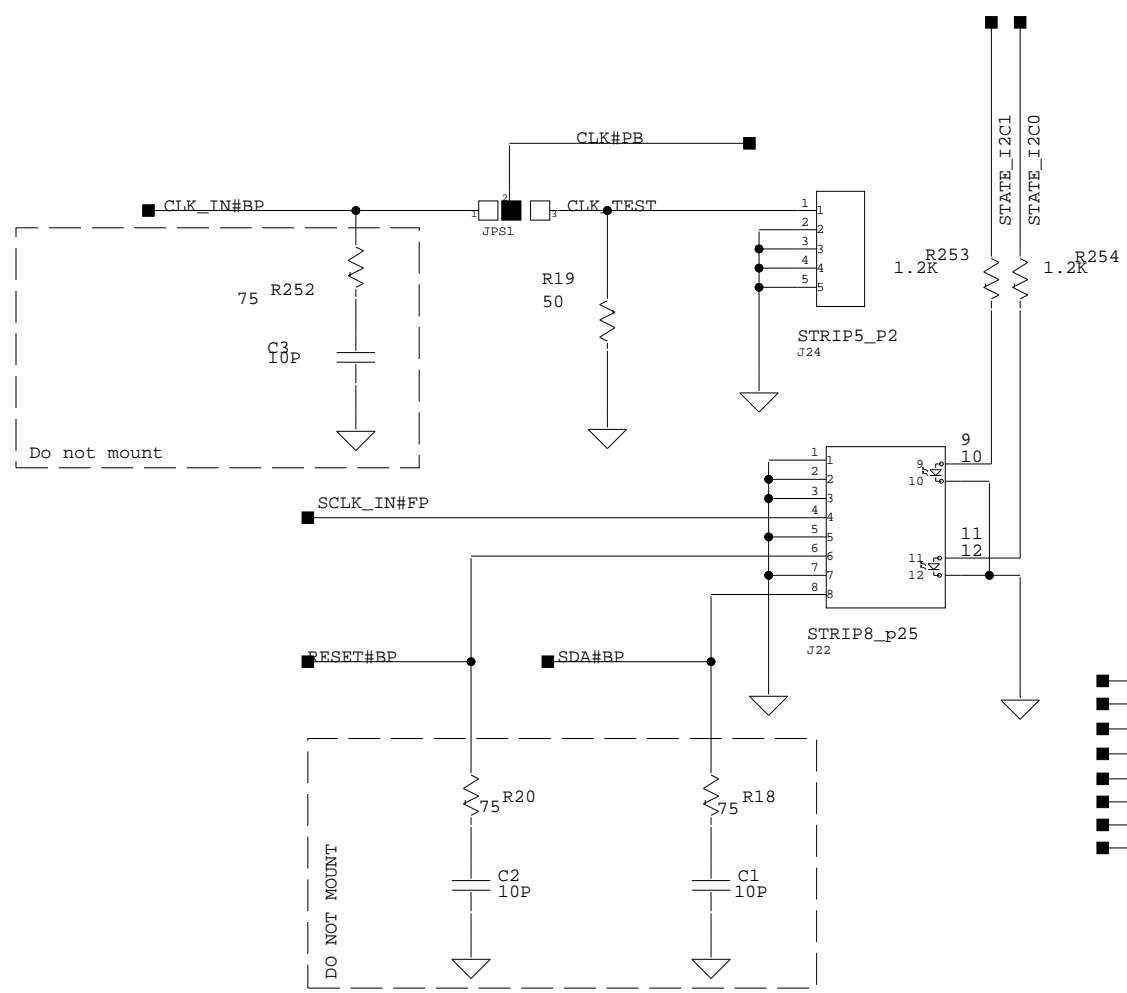 STATE_I2C1
STATE_I2C0
CLK#PB
CLK_IN#BP
1
2
3
JPS1
CLK_TEST
1 1
2 2
3 3
4 4
5 5
STRIP5_P2
J24
R19
50
R252
75
C3
10P
Do not mount
R253
1.2K
R254
1.2K
SCLK_IN#FP
1 1
2 2
3 3
4 4
5 5
6 6
7 7
8 8
9 9
10 10
11 11
12 12
STRIP8_p25
J22
RESET#BP
SDA#BP
R20
75
R18
75
C2
10P
C1
10P
DO NOT MOUNT